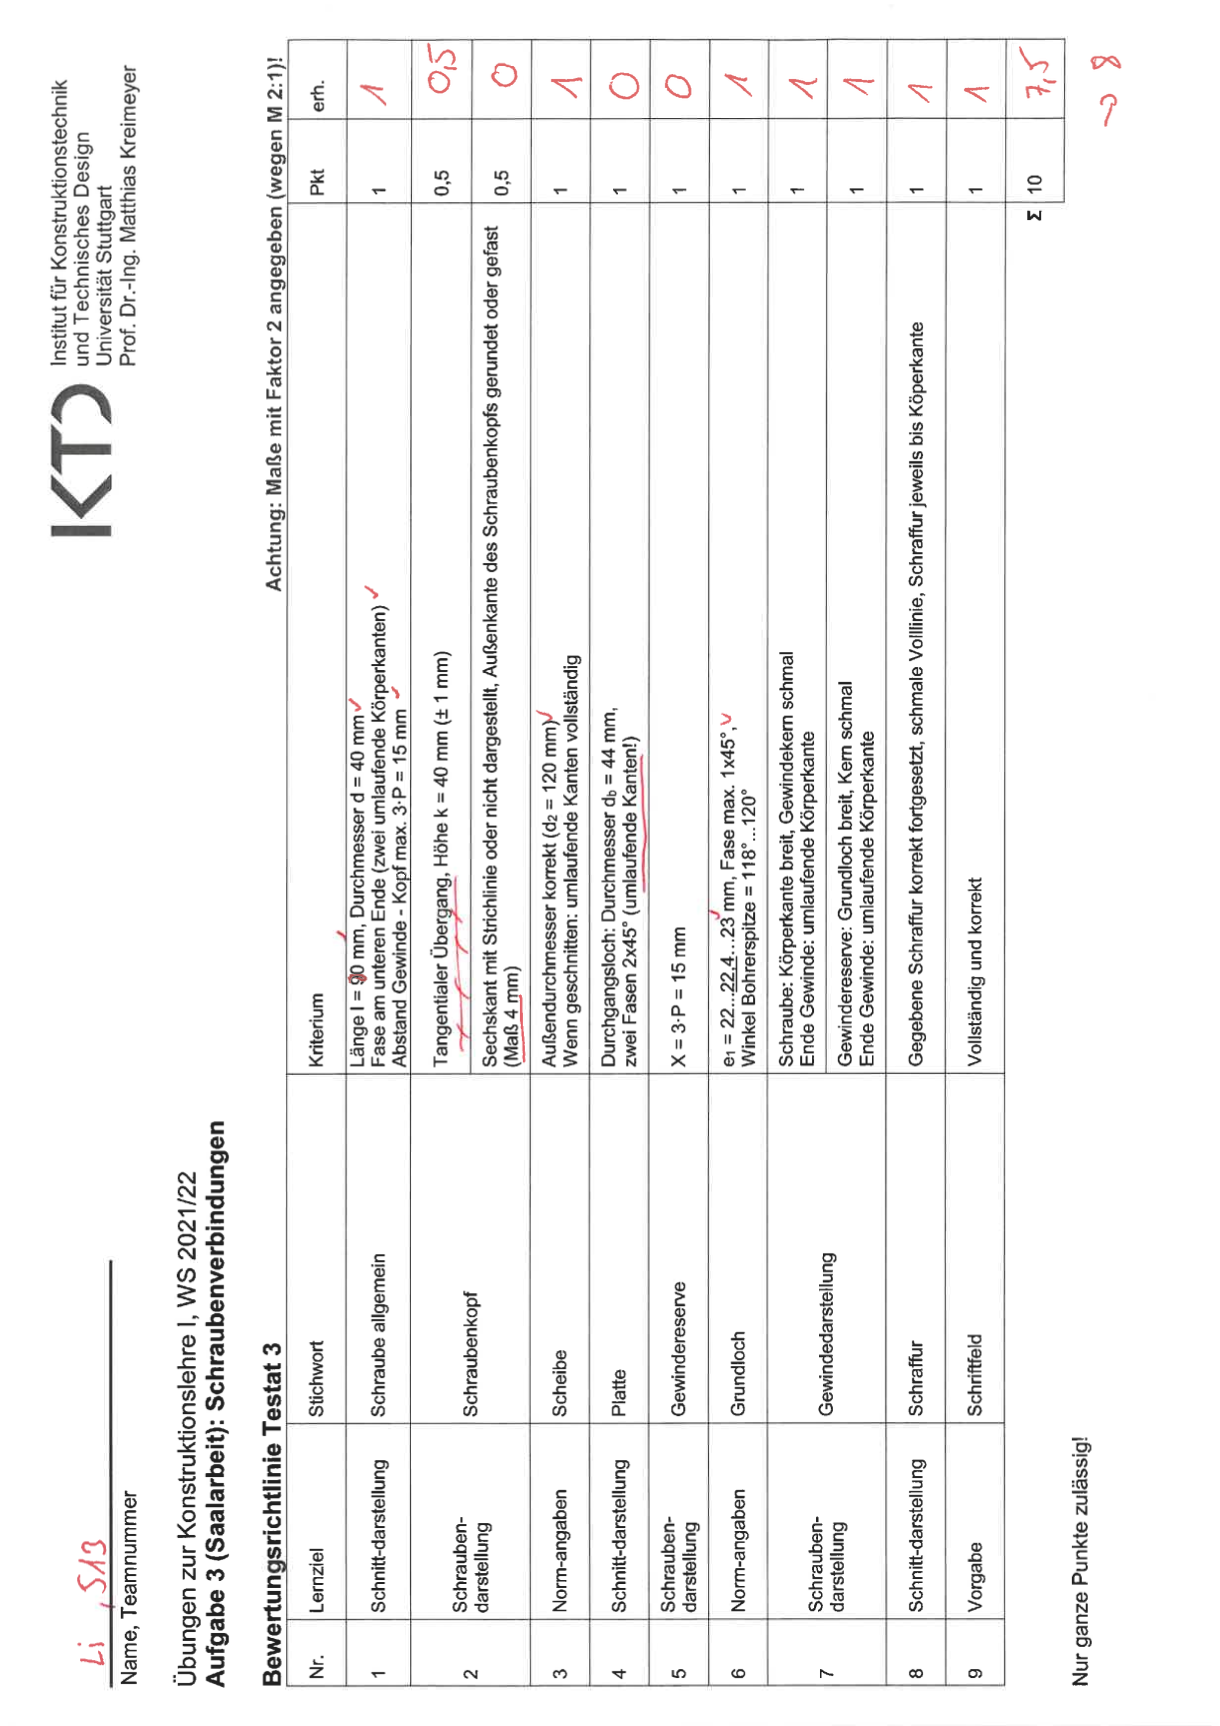 Li , S13
Name, Teamnummer
KTD
Institut für Konstruktionstechnik
und Technisches Design
Universität Stuttgart
Prof. Dr.-Ing. Matthias Kreimeyer
Übungen zur Konstruktionslehre I, WS 2021/22
Aufgabe 3 (Saalarbeit): Schraubenverbindungen
Bewertungsrichtlinie Testat 3
Achtung: Maße mit Faktor 2 angegeben (wegen M 2:1)!
Nr. Lernziel Stichwort Kriterium Pkt erh.
1 Schnitt-darstellung Schraube allgemein Länge l = 90 mm, Durchmesser d = 40 mm 1 1
Fase am unteren Ende (zwei umlaufende Körperkanten)
Abstand Gewinde - Kopf max. 3·P = 15 mm
2 Schrauben-
darstellung Schraubenkopf Tangentialer Übergang, Höhe k = 40 mm (± 1 mm) 0,5 0,5
Sechskant mit Strichlinie oder nicht dargestellt, Außenkante des Schraubenkopfs gerundet oder gefast 0,5 0
(Maß 4 mm)
3 Norm-angaben Scheibe Außendurchmesser korrekt (d2 = 120 mm) 1 1
Wenn geschnitten: umlaufende Kanten vollständig
4 Schnitt-darstellung Platte Durchgangsloch: Durchmesser db = 44 mm, 1 0
zwei Fasen 2x45° (umlaufende Kanten!)
5 Schrauben-
darstellung Gewindereserve X = 3·P = 15 mm 1 0
6 Norm-angaben Grundloch e1 = 22...22,4...23 mm, Fase max. 1x45°, 1 1
Winkel Bohrerspitze = 118°...120°
7 Schrauben-
darstellung Gewindedarstellung Schraube: Körperkante breit, Gewindekern schmal 1 1
Ende Gewinde: umlaufende Körperkante
Gewindereserve: Grundloch breit, Kern schmal 1 1
Ende Gewinde: umlaufende Körperkante
8 Schnitt-darstellung Schraffur Gegebene Schraffur korrekt fortgesetzt, schmale Volllinie, Schraffur jeweils bis Köperkante 1 1
9 Vorgabe Schriftfeld Vollständig und korrekt 1 1
Σ 10 7,5
→ 8
Nur ganze Punkte zulässig!